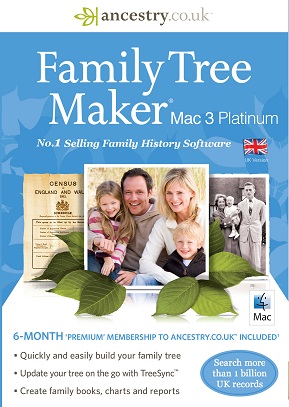 ancestry.co.uk™
Family Tree
Maker® Mac 3 Platinum
No.1 Selling Family History Software
UK Version
CENSUS
ENGLAND AND WALES
Mac
6-MONTH ‘PREMIUM’ MEMBERSHIP TO ANCESTRY.CO.UK™ INCLUDED†
• Quickly and easily build your family tree
• Update your tree on the go with TreeSync™
• Create family books, charts and reports
Search more
than 1 billion
UK records